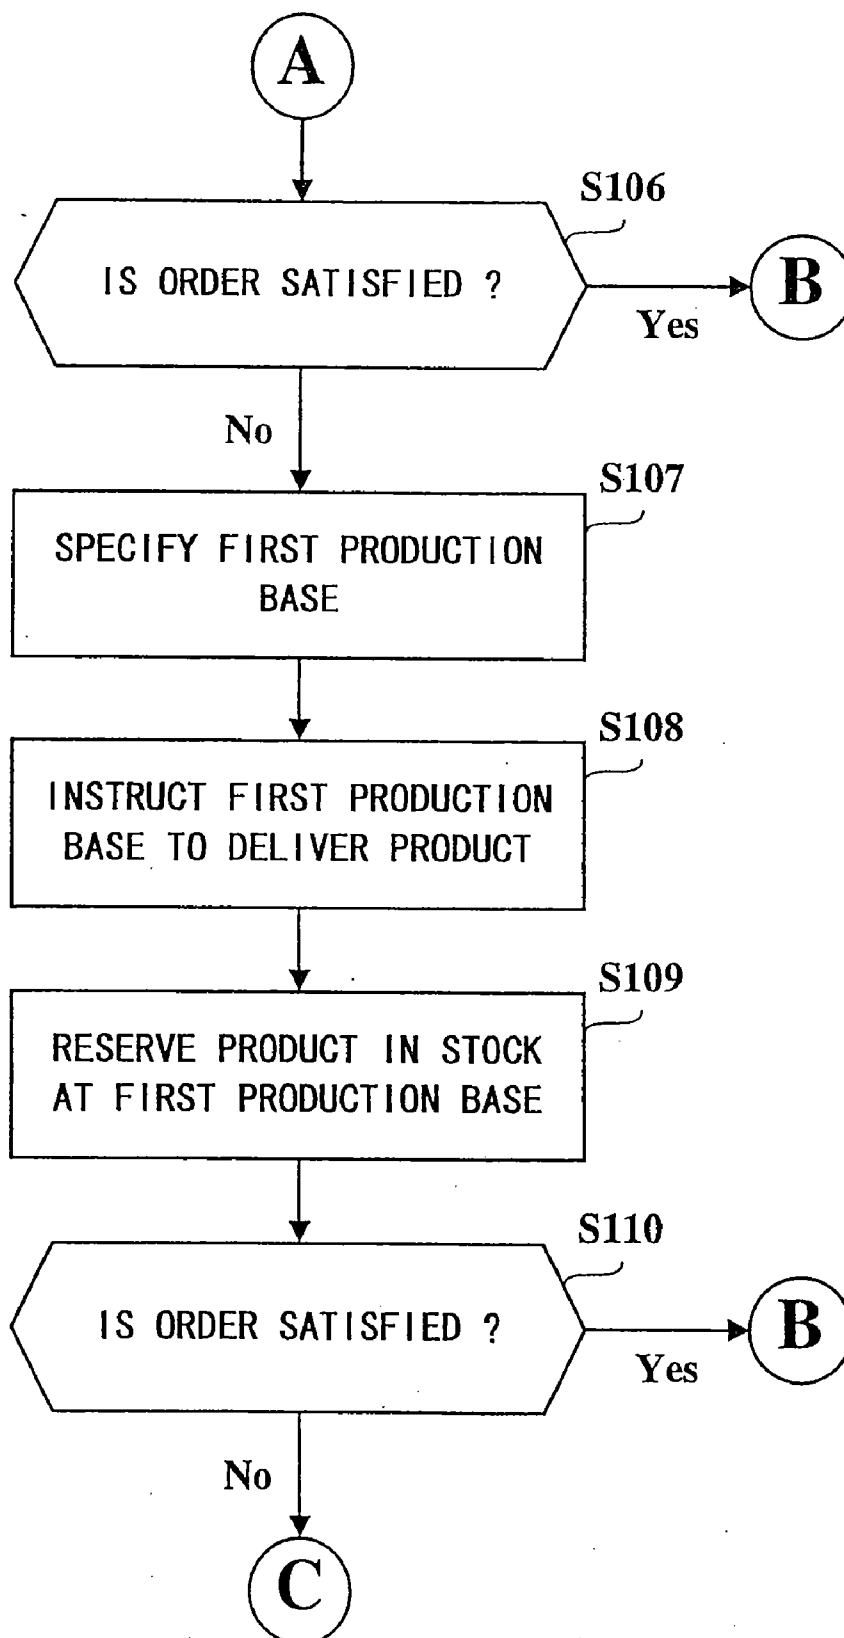 A
S106
IS ORDER SATISFIED ?
B
Yes
No
S107
SPECIFY FIRST PRODUCTION
BASE
S108
INSTRUCT FIRST PRODUCTION
BASE TO DELIVER PRODUCT
S109
RESERVE PRODUCT IN STOCK
AT FIRST PRODUCTION BASE
S110
IS ORDER SATISFIED ?
B
Yes
No
C